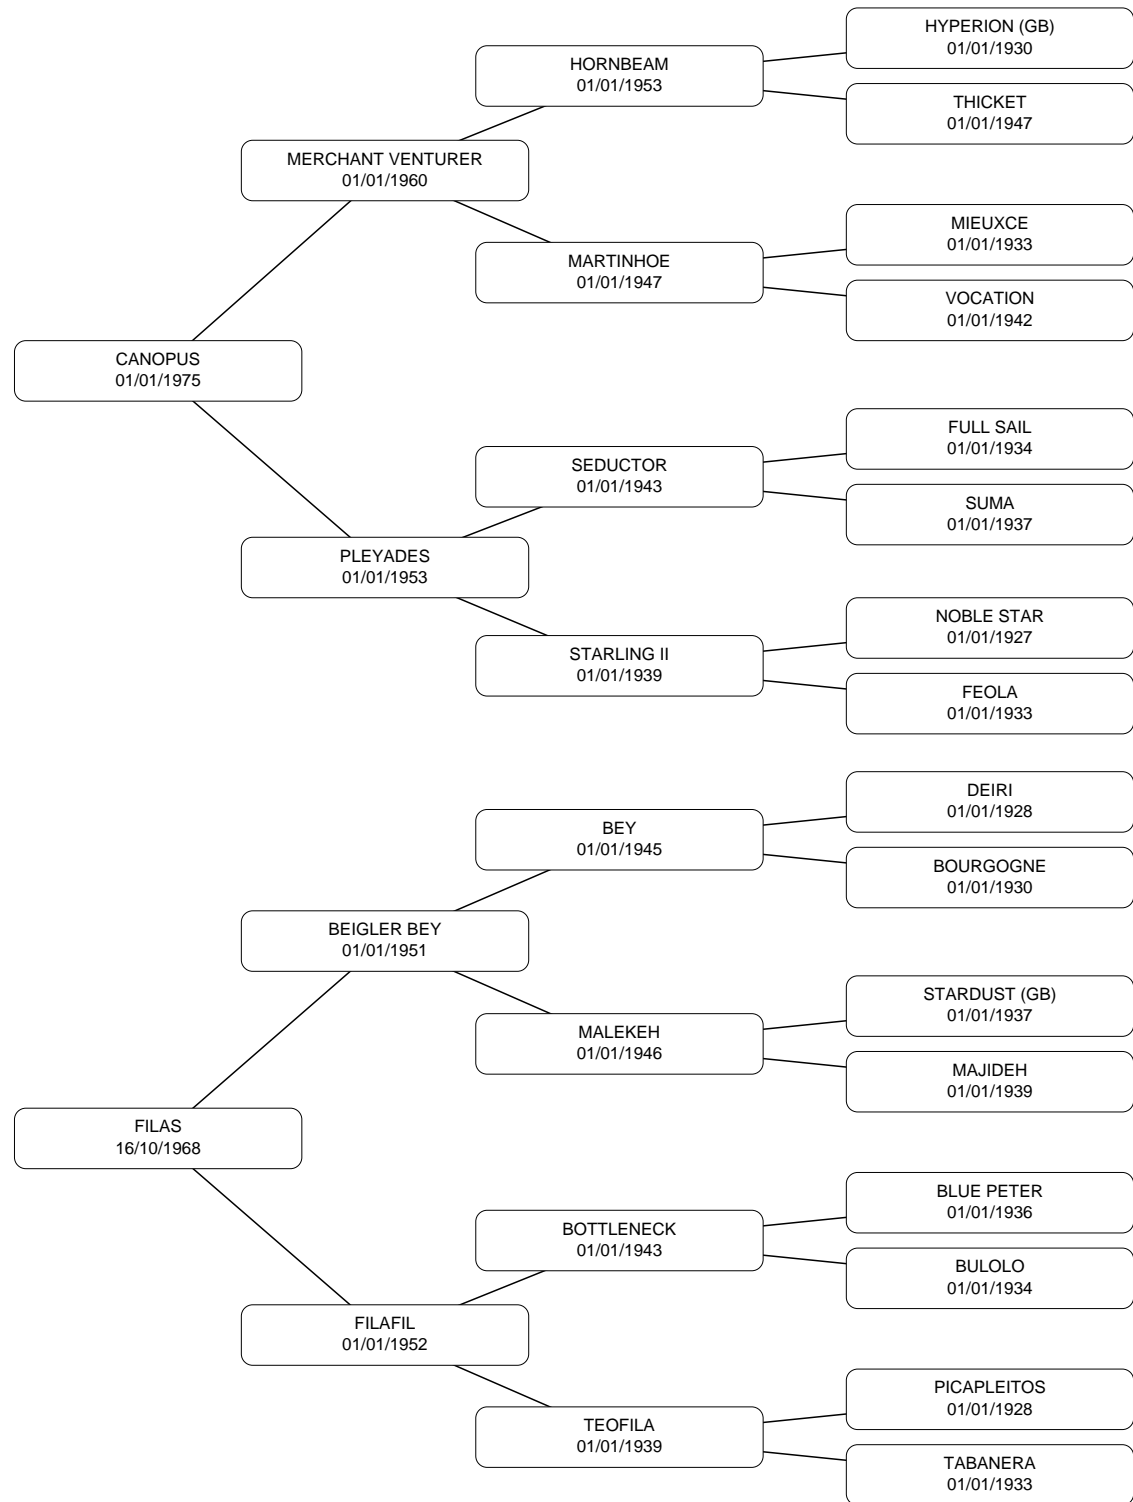 HYPERION (GB)
01/01/1930
HORNBEAM
01/01/1953
THICKET
01/01/1947
MERCHANT VENTURER
01/01/1960
MIEUXCE
01/01/1933
MARTINHOE
01/01/1947
VOCATION
01/01/1942
CANOPUS
01/01/1975
FULL SAIL
01/01/1934
SEDUCTOR
01/01/1943
SUMA
01/01/1937
PLEYADES
01/01/1953
NOBLE STAR
01/01/1927
STARLING II
01/01/1939
FEOLA
01/01/1933
DEIRI
01/01/1928
BEY
01/01/1945
BOURGOGNE
01/01/1930
BEIGLER BEY
01/01/1951
STARDUST (GB)
01/01/1937
MALEKEH
01/01/1946
MAJIDEH
01/01/1939
FILAS
16/10/1968
BLUE PETER
01/01/1936
BOTTLENECK
01/01/1943
BULOLO
01/01/1934
FILAFIL
01/01/1952
PICAPLEITOS
01/01/1928
TEOFILA
01/01/1939
TABANERA
01/01/1933